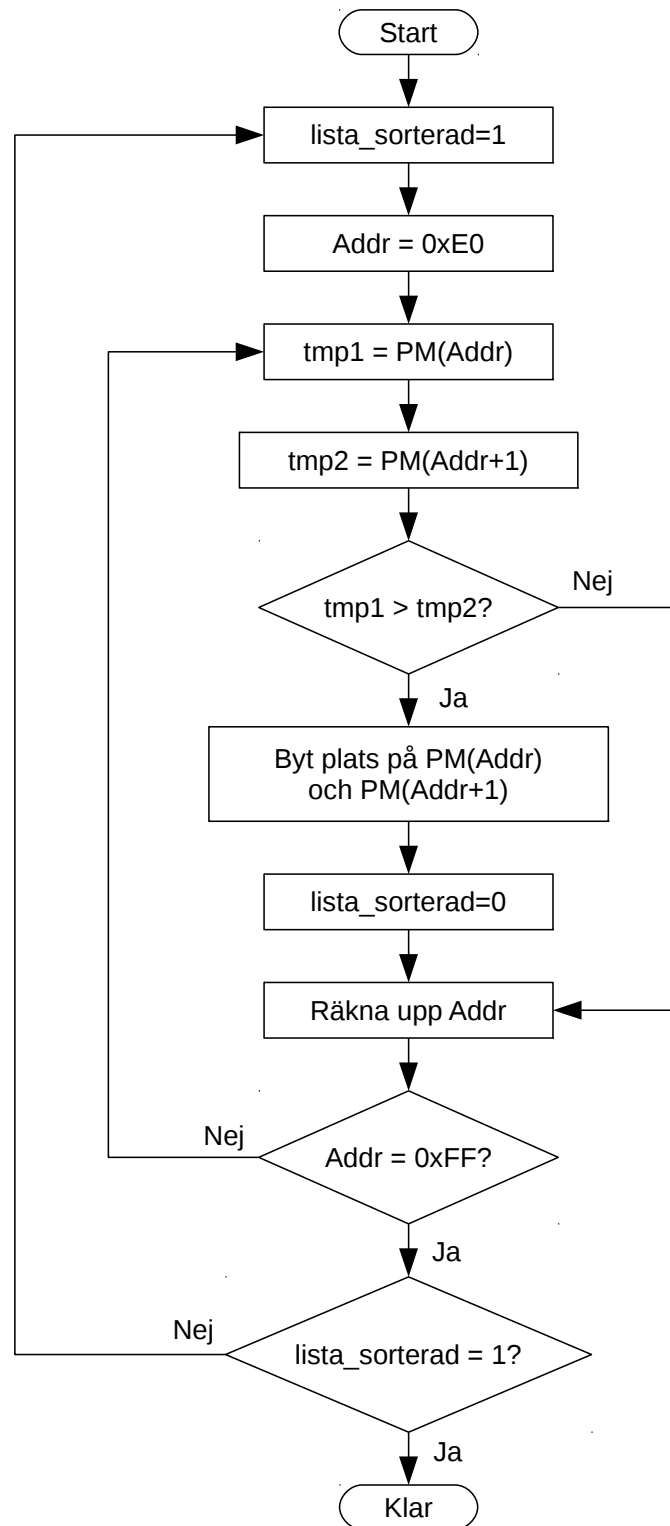 Start
lista_sorterad=1
Addr = 0xE0
tmp1 = PM(Addr)
tmp2 = PM(Addr+1)
tmp1 > tmp2?
Nej
Ja
Byt plats på PM(Addr)
och PM(Addr+1)
lista_sorterad=0
Räkna upp Addr
Addr = 0xFF?
Nej
Ja
lista_sorterad = 1?
Nej
Ja
Klar